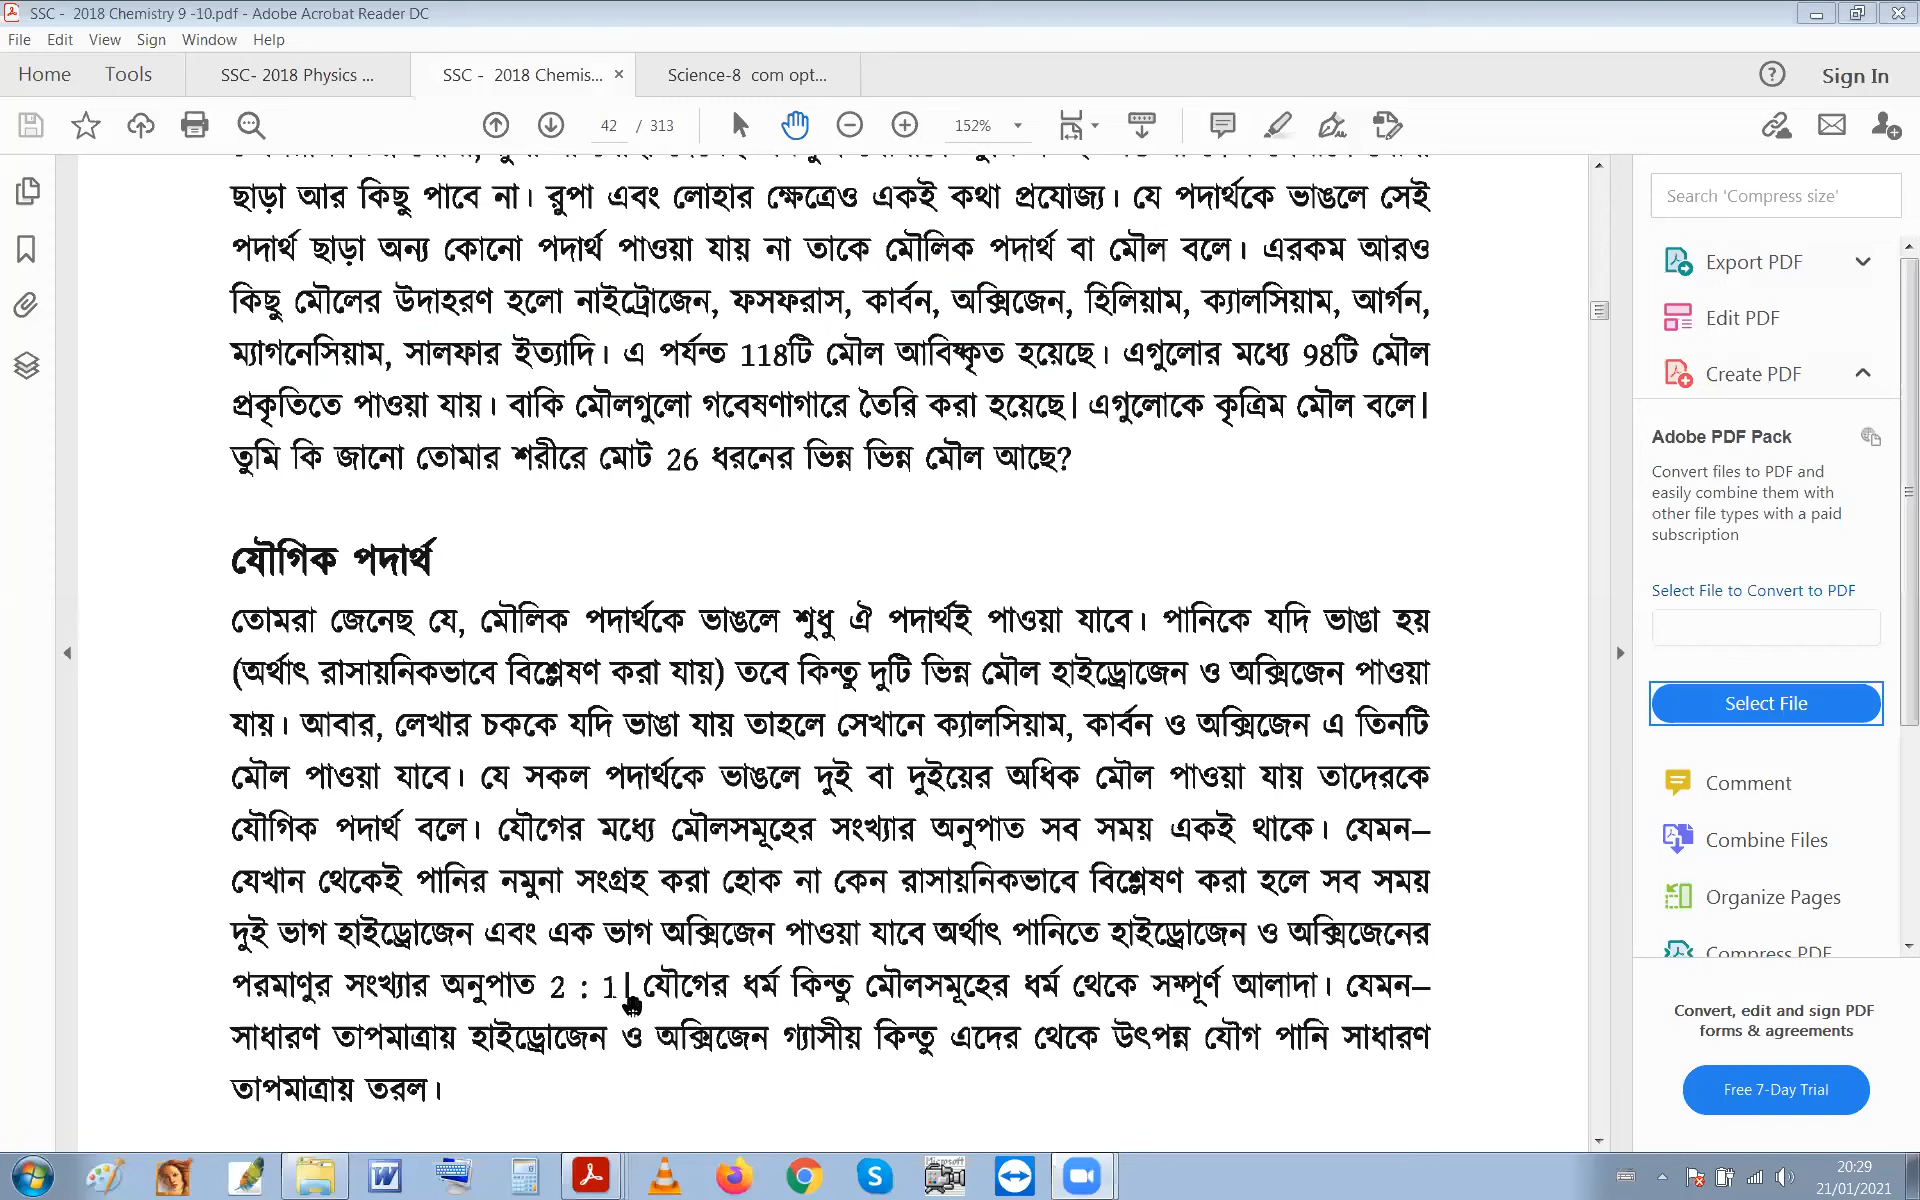 SSC - 2018 Chemistry 9 -10.pdf - Adobe Acrobat Reader DC
File Edit View Sign Window Help
Home Tools SSC- 2018 Physics ... SSC - 2018 Chemis... Science-8 com opt... Sign In
42 / 313 152%
ছাড়া আর কিছু পাবে না। রুপা এবং লোহার ক্ষেত্রেও একই কথা প্রযোজ্য। যে পদার্থকে ভাঙলে সেই
পদার্থ ছাড়া অন্য কোনো পদার্থ পাওয়া যায় না তাকে মৌলিক পদার্থ বা মৌল বলে। এরকম আরও
কিছু মৌলের উদাহরণ হলো নাইট্রোজেন, ফসফরাস, কার্বন, অক্সিজেন, হিলিয়াম, ক্যালসিয়াম, আর্গন,
ম্যাগনেসিয়াম, সালফার ইত্যাদি। এ পর্যন্ত 118টি মৌল আবিষ্কৃত হয়েছে। এগুলোর মধ্যে 98টি মৌল
প্রকৃতিতে পাওয়া যায়। বাকি মৌলগুলো গবেষণাগারে তৈরি করা হয়েছে| এগুলোকে কৃত্রিম মৌল বলে|
তুমি কি জানো তোমার শরীরে মোট 26 ধরনের ভিন্ন ভিন্ন মৌল আছে?
যৌগিক পদার্থ
তোমরা জেনেছ যে, মৌলিক পদার্থকে ভাঙলে শুধু ঐ পদার্থই পাওয়া যাবে। পানিকে যদি ভাঙা হয়
(অর্থাৎ রাসায়নিকভাবে বিশ্লেষণ করা যায়) তবে কিন্তু দুটি ভিন্ন মৌল হাইড্রোজেন ও অক্সিজেন পাওয়া
যায়। আবার, লেখার চককে যদি ভাঙা যায় তাহলে সেখানে ক্যালসিয়াম, কার্বন ও অক্সিজেন এ তিনটি
মৌল পাওয়া যাবে। যে সকল পদার্থকে ভাঙলে দুই বা দুইয়ের অধিক মৌল পাওয়া যায় তাদেরকে
যৌগিক পদার্থ বলে। যৌগের মধ্যে মৌলসমূহের সংখ্যার অনুপাত সব সময় একই থাকে। যেমন–
যেখান থেকেই পানির নমুনা সংগ্রহ করা হোক না কেন রাসায়নিকভাবে বিশ্লেষণ করা হলে সব সময়
দুই ভাগ হাইড্রোজেন এবং এক ভাগ অক্সিজেন পাওয়া যাবে অর্থাৎ পানিতে হাইড্রোজেন ও অক্সিজেনের
পরমাণুর সংখ্যার অনুপাত 2 : 1| যৌগের ধর্ম কিন্তু মৌলসমূহের ধর্ম থেকে সম্পূর্ণ আলাদা। যেমন–
সাধারণ তাপমাত্রায় হাইড্রোজেন ও অক্সিজেন গ্যাসীয় কিন্তু এদের থেকে উৎপন্ন যৌগ পানি সাধারণ
তাপমাত্রায় তরল।
Search 'Compress size'
Export PDF
Edit PDF
Create PDF
Adobe PDF Pack
Convert files to PDF and
easily combine them with
other file types with a paid
subscription
Select File to Convert to PDF
Select File
Comment
Combine Files
Organize Pages
Compress PDF
Convert, edit and sign PDF
forms & agreements
Free 7-Day Trial
20:29
21/01/2021